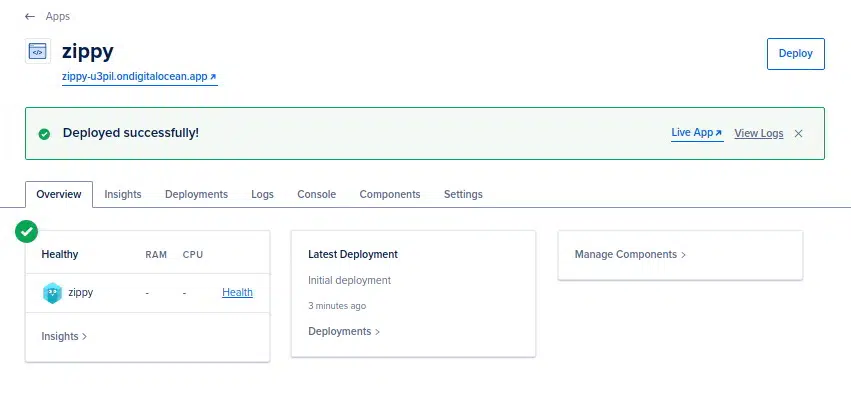 ← Apps
zippy
Deploy
zippy-u3pil.ondigitalocean.app ↗
Deployed successfully! Live App ↗ View Logs ×
Overview Insights Deployments Logs Console Components Settings
Healthy RAM CPU
zippy - - Health
Insights >
Latest Deployment
Initial deployment
3 minutes ago
Deployments >
Manage Components >